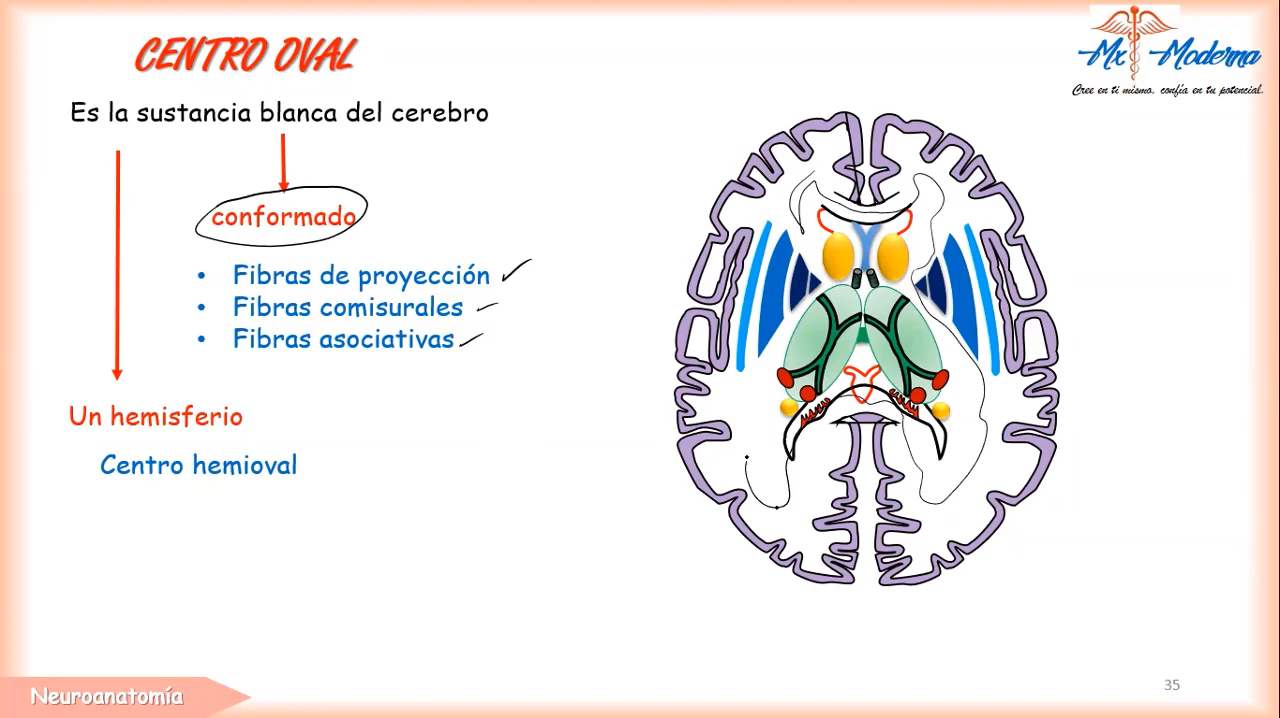 CENTRO OVAL
Mx Moderna
Cree en ti mismo, confía en tu potencial.
Es la sustancia blanca del cerebro
conformado
• Fibras de proyección
• Fibras comisurales
• Fibras asociativas
Un hemisferio
Centro hemioval
Neuroanatomía
35